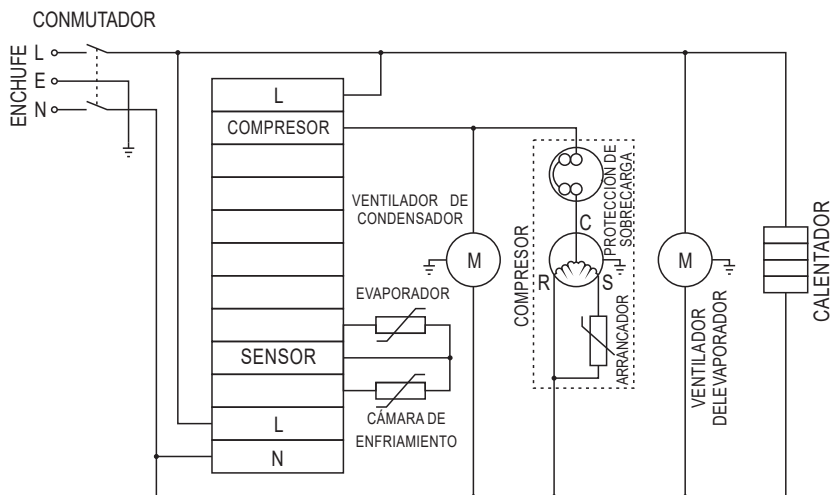 CONMUTADOR
ENCHUFE
L
E
N
L
COMPRESOR
SENSOR
L
N
VENTILADOR DE
CONDENSADOR
M
EVAPORADOR
CÁMARA DE
ENFRIAMIENTO
COMPRESOR
PROTECCIÓN DE
SOBRECARGA
C
R
S
ARRANCADOR
M
VENTILADOR
DELEVAPORADOR
CALENTADOR